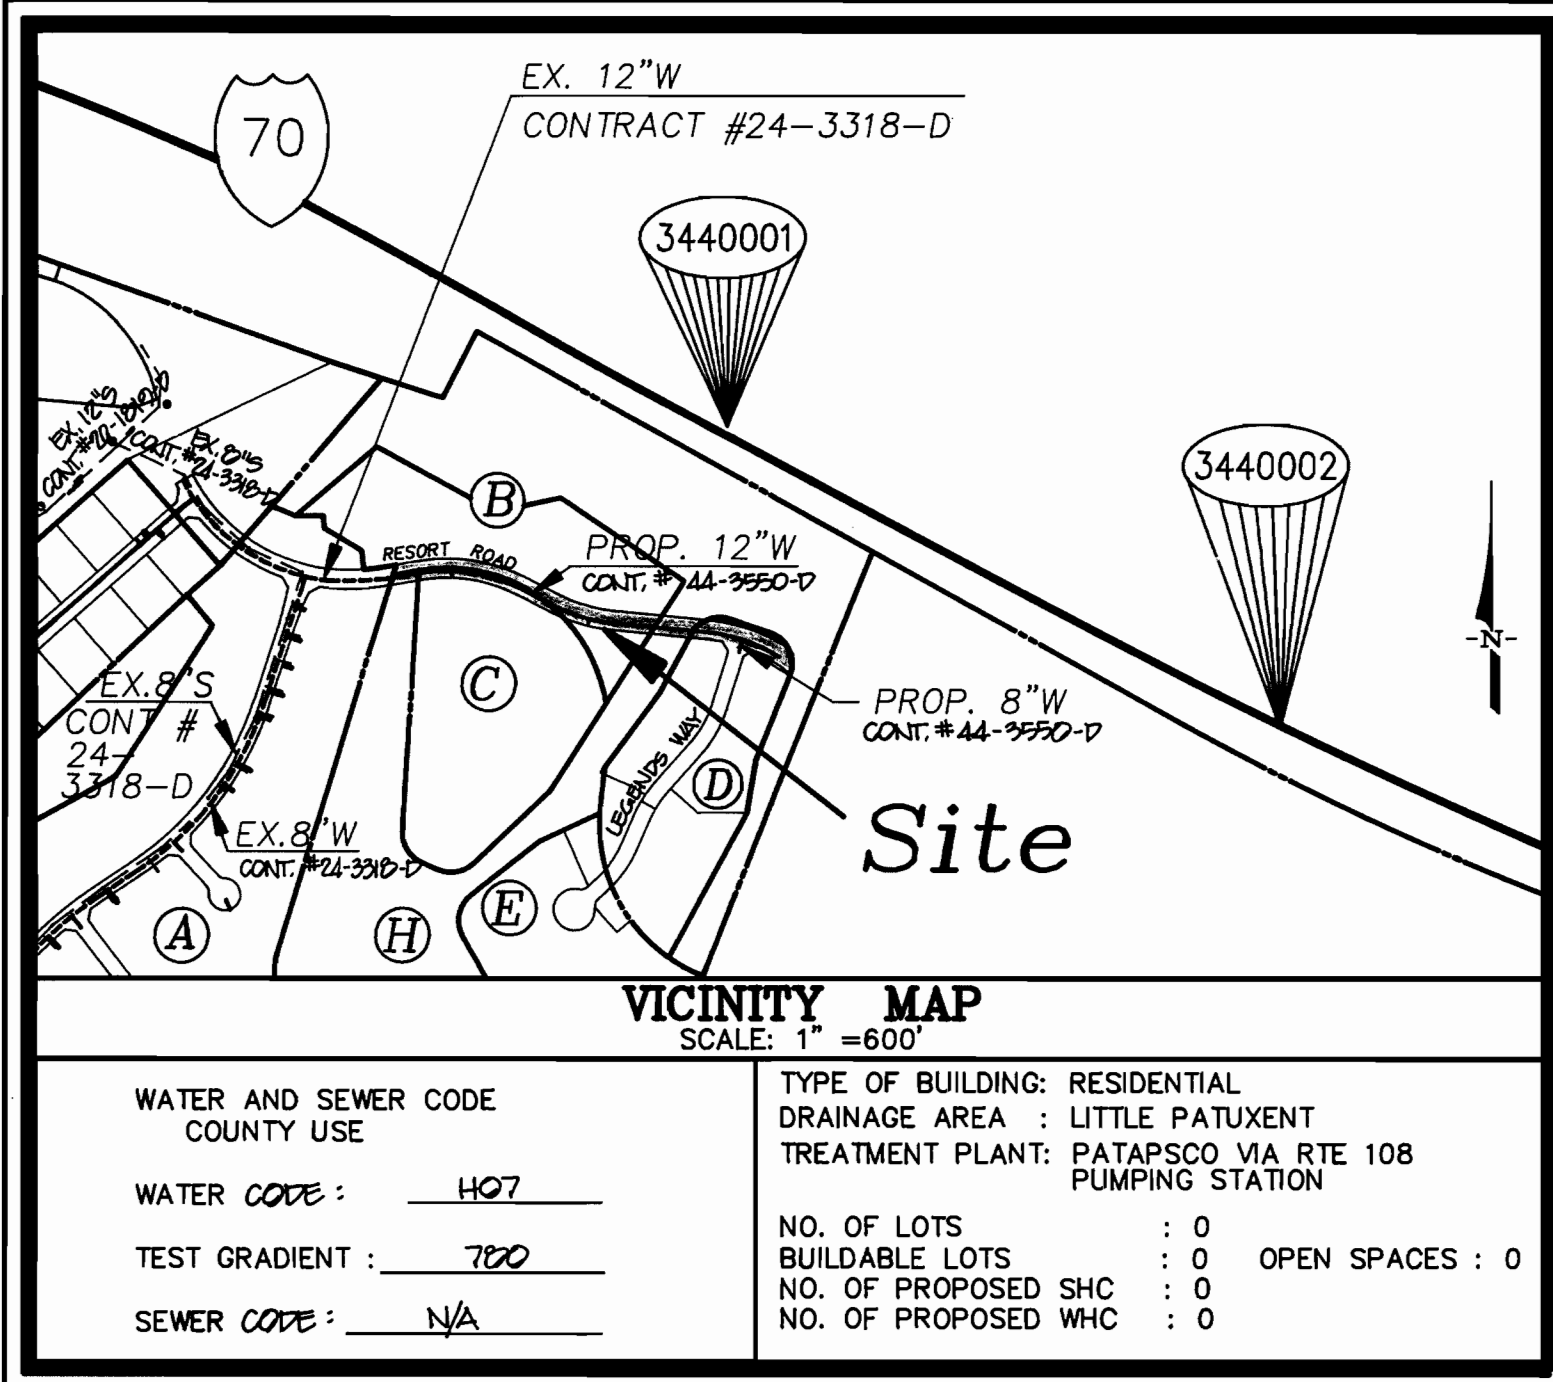 EX. 12"W
CONTRACT #24-3318-D
70
3440001
3440002
EX. 12"S
EX. 8"S
CONT. #24-3318-D
B
RESORT ROAD
PROP. 12"W
CONT. # 44-3550-D
-N-
C
EX.8"S
CONT #
24-
3318-D
PROP. 8"W
CONT. # 44-3550-D
LEGENDS WAY
D
Site
EX.8"W
CONT. #24-3318-D
A
H
E
VICINITY MAP
SCALE: 1" =600'
WATER AND SEWER CODE
COUNTY USE
WATER CODE: H07
TEST GRADIENT : 780
SEWER CODE: N/A
TYPE OF BUILDING: RESIDENTIAL
DRAINAGE AREA : LITTLE PATUXENT
TREATMENT PLANT: PATAPSCO VIA RTE 108
PUMPING STATION
NO. OF LOTS : 0
BUILDABLE LOTS : 0 OPEN SPACES : 0
NO. OF PROPOSED SHC : 0
NO. OF PROPOSED WHC : 0